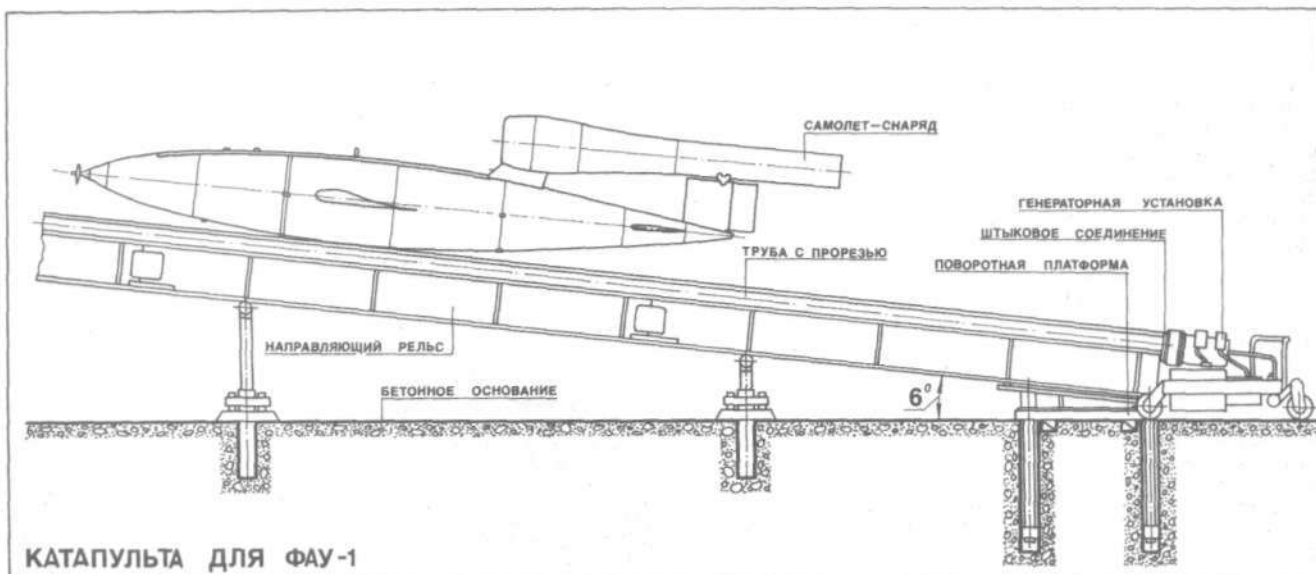 САМОЛЕТ-СНАРЯД
ГЕНЕРАТОРНАЯ УСТАНОВКА
ШТЫКОВОЕ СОЕДИНЕНИЕ
ТРУБА С ПРОРЕЗЬЮ
ПОВОРОТНАЯ ПЛАТФОРМА
НАПРАВЛЯЮЩИЙ РЕЛЬС
БЕТОННОЕ ОСНОВАНИЕ
6°
КАТАПУЛЬТА ДЛЯ ФАУ-1